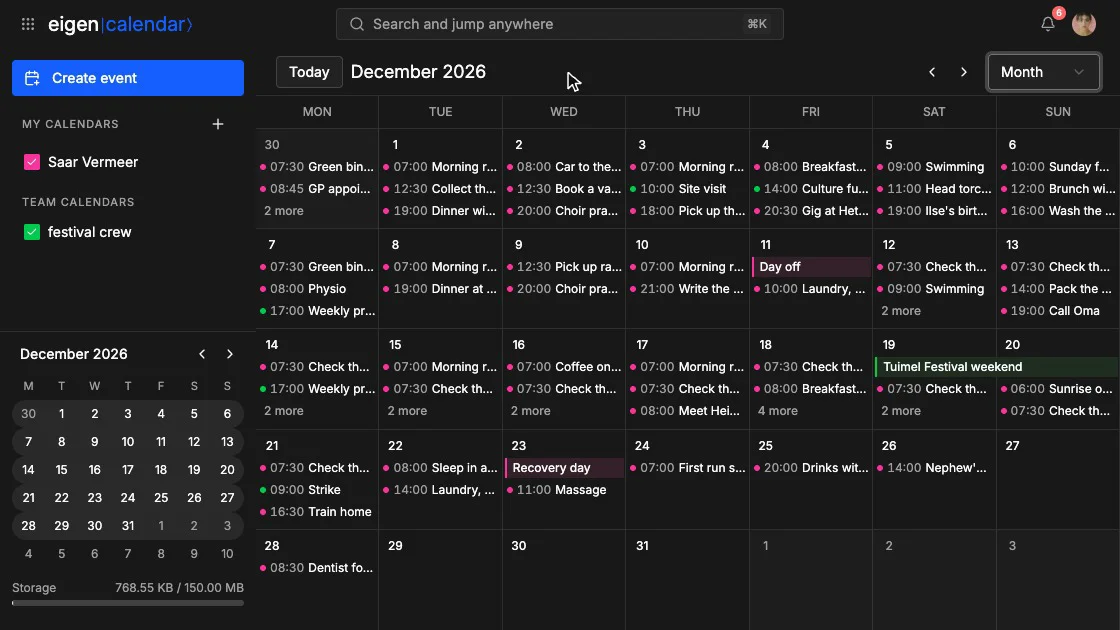 eigen|calendar⟩
Search and jump anywhere ⌘K
6
Create event
Today December 2026
Month
MY CALENDARS +
Saar Vermeer
TEAM CALENDARS
festival crew
MON TUE WED THU FRI SAT SUN
30 1 2 3 4 5 6
07:30 Green bin... 07:00 Morning r... 08:00 Car to the... 07:00 Morning r... 08:00 Breakfast... 09:00 Swimming 10:00 Sunday f...
08:45 GP appoi... 12:30 Collect th... 12:30 Book a va... 10:00 Site visit 14:00 Culture fu... 11:00 Head torc... 12:00 Brunch wi...
2 more 19:00 Dinner wi... 20:00 Choir pra... 18:00 Pick up th... 20:30 Gig at Het... 19:00 Ilse's birt... 16:00 Wash the ...
7 8 9 10 11 12 13
07:30 Green bin... 07:00 Morning r... 12:30 Pick up ra... 07:00 Morning r... Day off 07:30 Check th... 07:30 Check th...
08:00 Physio 19:00 Dinner at ... 20:00 Choir pra... 21:00 Write the ... 10:00 Laundry, ... 09:00 Swimming 14:00 Pack the ...
17:00 Weekly pr... 2 more 19:00 Call Oma
14 15 16 17 18 19 20
07:30 Check th... 07:00 Morning r... 07:00 Coffee on... 07:00 Morning r... 07:30 Check th... Tuimel Festival weekend
17:00 Weekly pr... 07:30 Check th... 07:30 Check th... 07:30 Check th... 08:00 Breakfast... 07:30 Check th... 06:00 Sunrise o...
2 more 2 more 2 more 08:00 Meet Hei... 4 more 2 more 07:30 Check th...
21 22 23 24 25 26 27
07:30 Check th... 08:00 Sleep in a... Recovery day 07:00 First run s... 20:00 Drinks wit... 14:00 Nephew'...
09:00 Strike 14:00 Laundry, ... 11:00 Massage
16:30 Train home
28 29 30 31 1 2 3
08:30 Dentist fo...
December 2026
M T W T F S S
30 1 2 3 4 5 6
7 8 9 10 11 12 13
14 15 16 17 18 19 20
21 22 23 24 25 26 27
28 29 30 31 1 2 3
4 5 6 7 8 9 10
Storage 768.55 KB / 150.00 MB